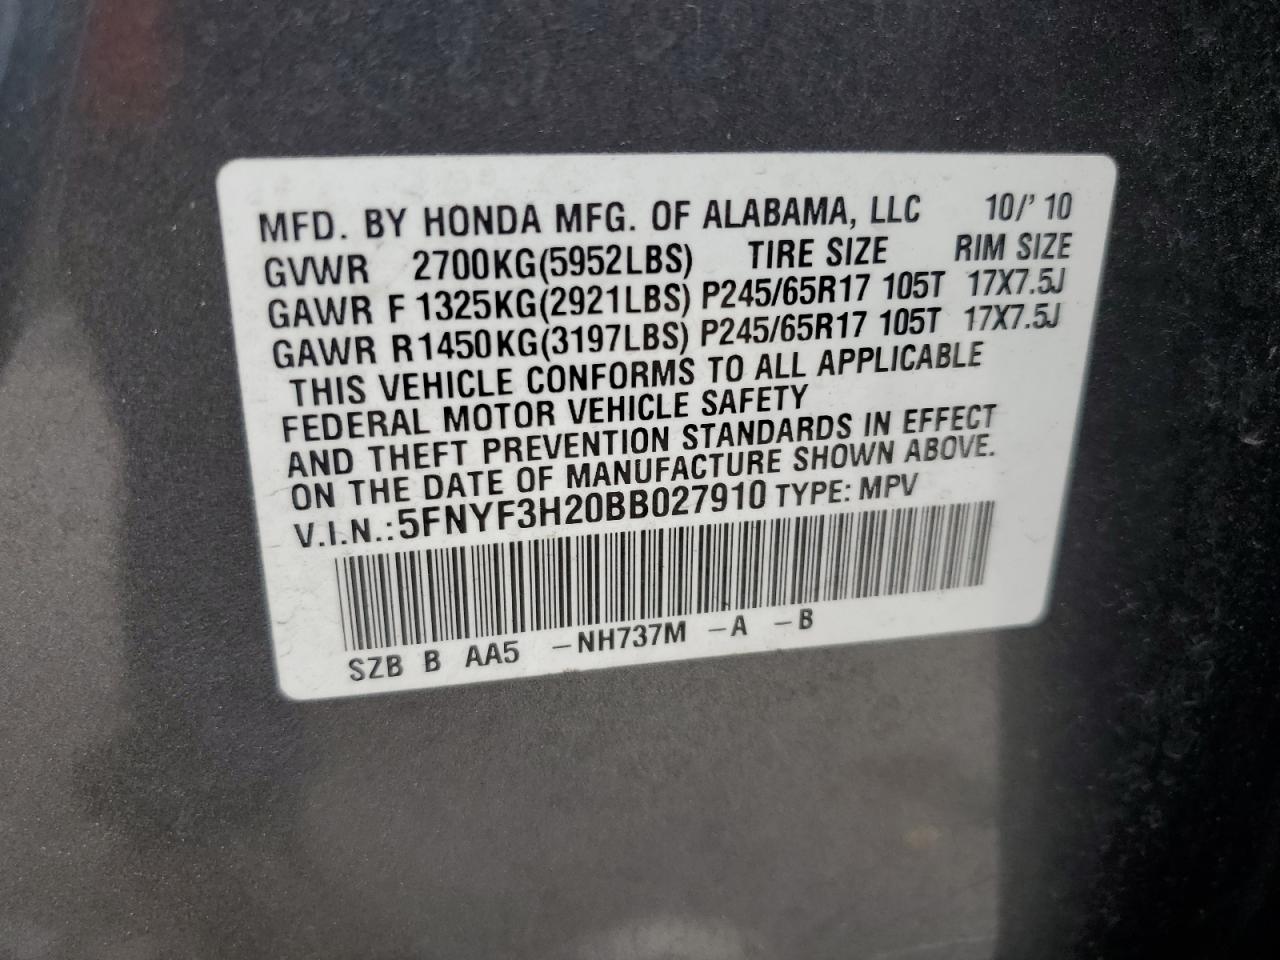 MFD. BY HONDA MFG. OF ALABAMA, LLC 10/' 10
GVWR 2700KG(5952LBS) TIRE SIZE RIM SIZE
GAWR F 1325KG(2921LBS) P245/65R17 105T 17X7.5J
GAWR R 1450KG(3197LBS) P245/65R17 105T 17X7.5J
THIS VEHICLE CONFORMS TO ALL APPLICABLE
FEDERAL MOTOR VEHICLE SAFETY
AND THEFT PREVENTION STANDARDS IN EFFECT
ON THE DATE OF MANUFACTURE SHOWN ABOVE.
V.I.N.: 5FNYF3H20BB027910 TYPE: MPV
SZB B AA5 -NH737M -A -B